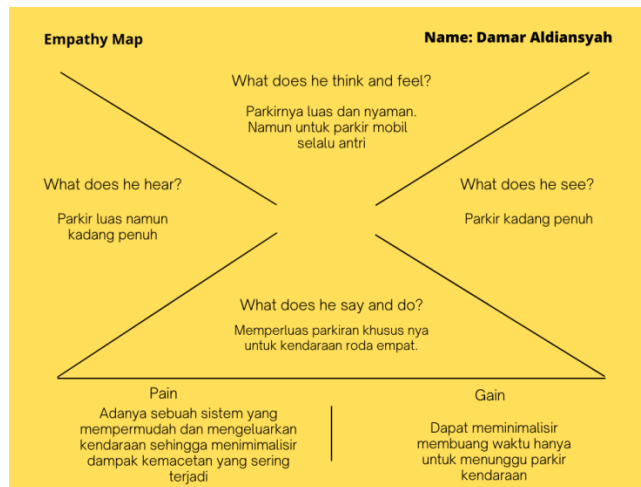 Empathy Map
Name: Damar Aldiansyah
What does he think and feel?
Parkirnya luas dan nyaman.
Namun untuk parkir mobil
selalu antri
What does he hear?
Parkir luas namun
kadang penuh
What does he see?
Parkir kadang penuh
What does he say and do?
Memperluas parkiran khusus nya
untuk kendaraan roda empat.
Pain
Adanya sebuah sistem yang
mempermudah dan mengeluarkan
kendaraan sehingga menimimalisir
dampak kemacetan yang sering
terjadi
Gain
Dapat meminimalisir
membuang waktu hanya
untuk menunggu parkir
kendaraan